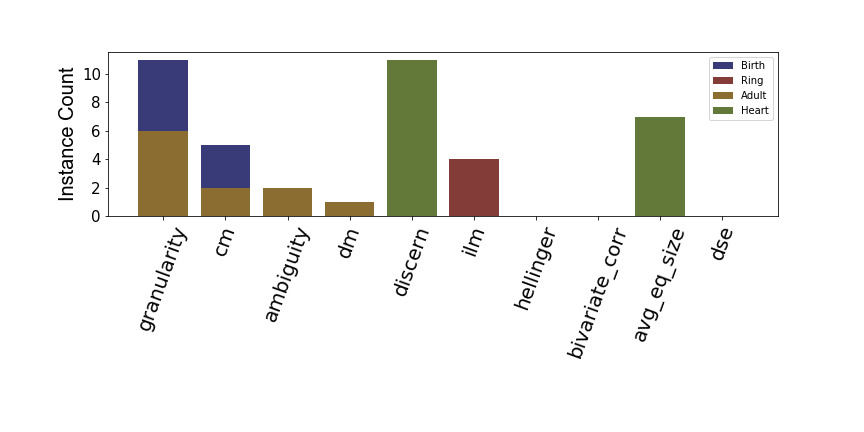 Instance Count
10
8
6
4
2
0
Birth
Ring
Adult
Heart
granularity
cm
ambiguity
dm
discern
ilm
hellinger
bivariate_corr
avg_eq_size
dse